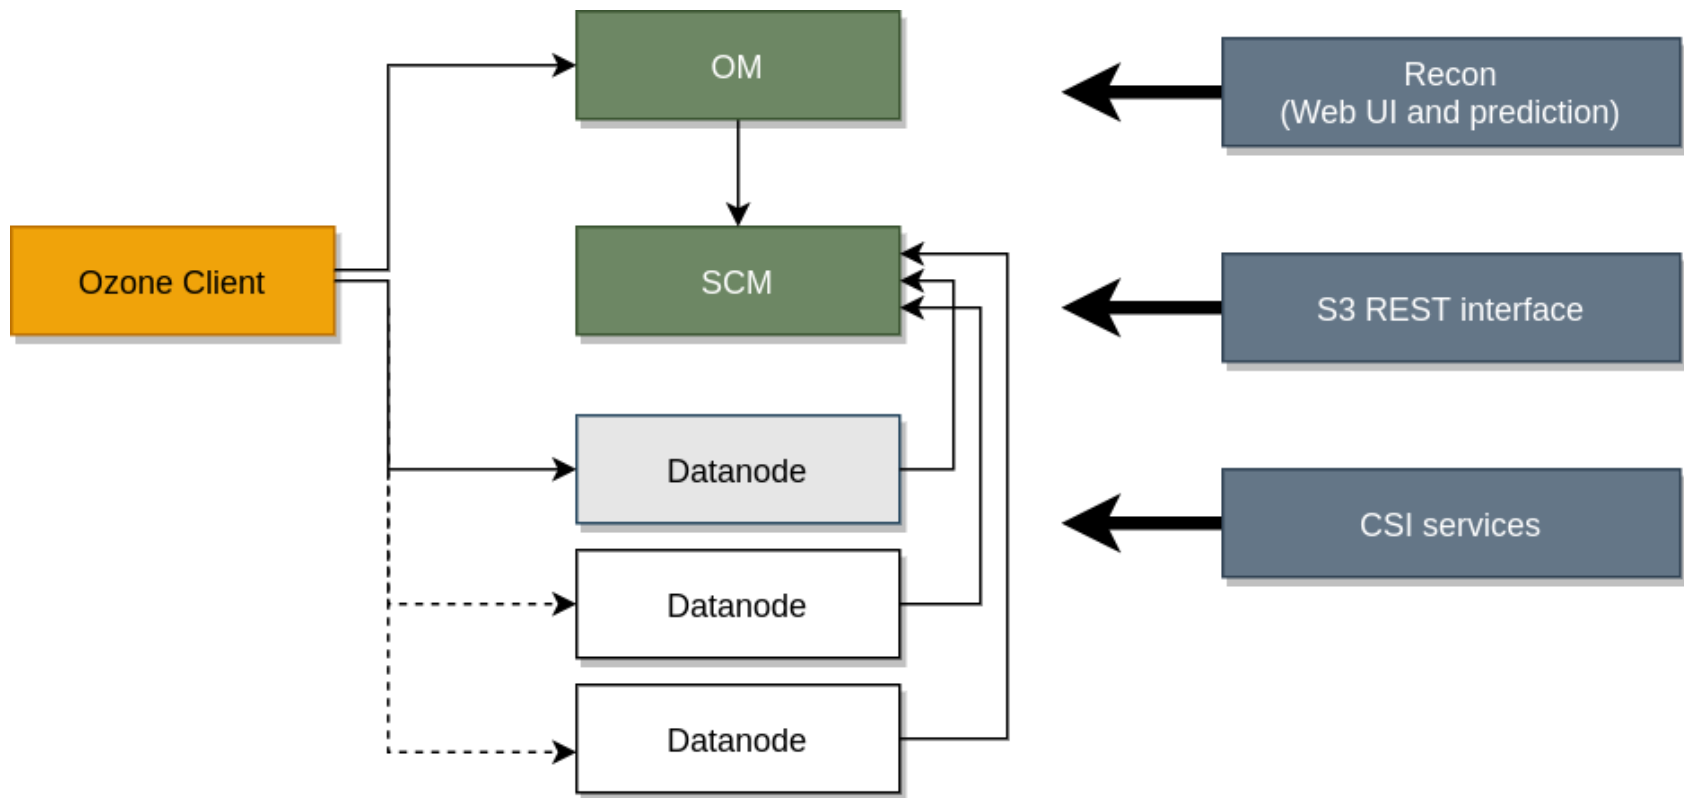 OM
Recon
(Web UI and prediction)
Ozone Client
SCM
S3 REST interface
Datanode
CSI services
Datanode
Datanode